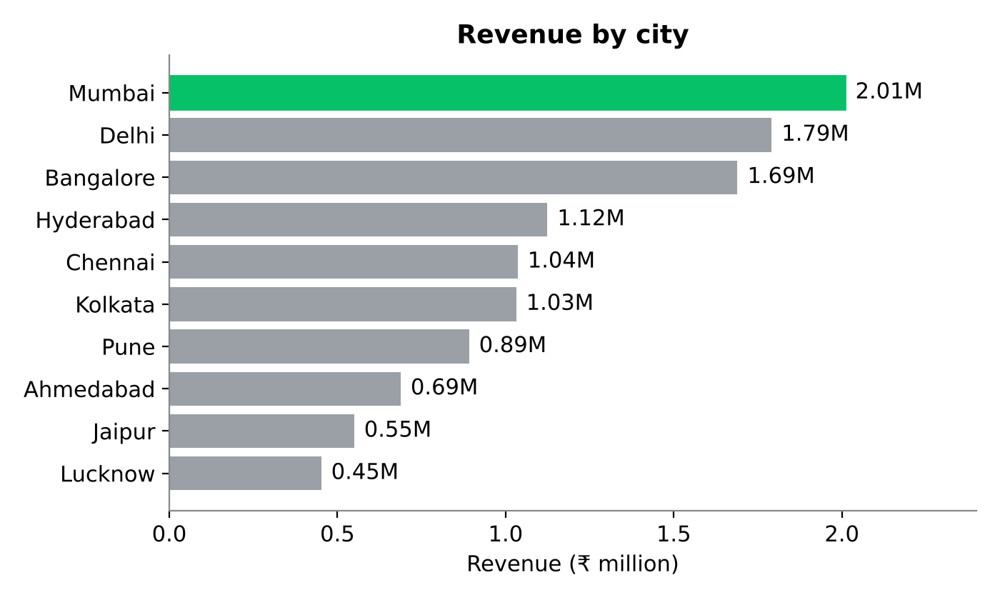 Revenue by city
Mumbai 2.01M
Delhi 1.79M
Bangalore 1.69M
Hyderabad 1.12M
Chennai 1.04M
Kolkata 1.03M
Pune 0.89M
Ahmedabad 0.69M
Jaipur 0.55M
Lucknow 0.45M
0.0 0.5 1.0 1.5 2.0
Revenue (₹ million)